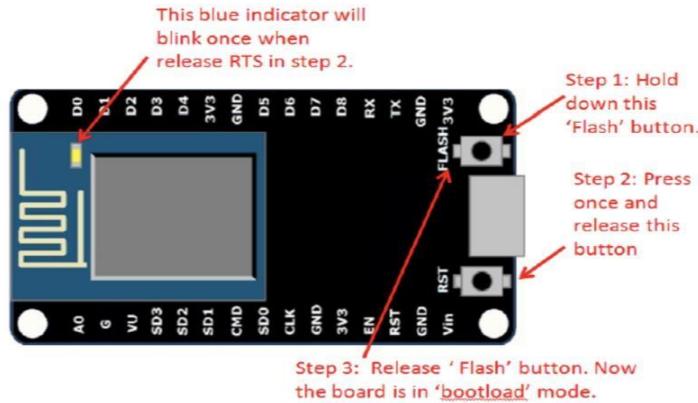 This blue indicator will
blink once when
release RTS in step 2.
Step 1: Hold
down this
'Flash' button.
D0 D1 D2 D3 D4 3V3 GND D5 D6 D7 D8 RX TX GND 3V3
FLASH
Step 2: Press
once and
release this
button
RST
A0 G VU SD3 SD2 SD1 CMD SD0 CLK GND 3V3 EN RST GND Vin
Step 3: Release ' Flash' button. Now
the board is in 'bootload' mode.